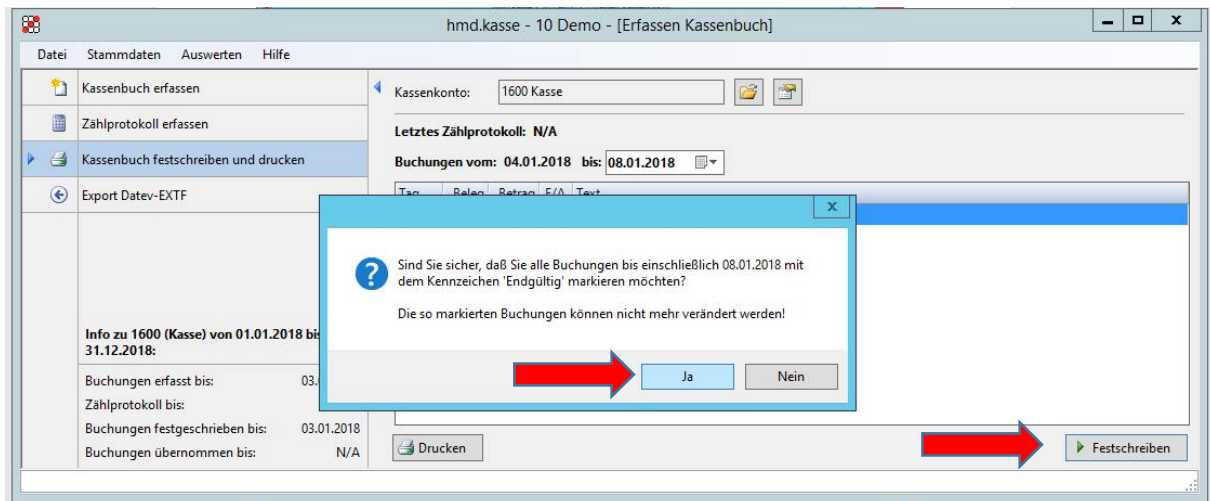 hmd.kasse - 10 Demo - [Erfassen Kassenbuch]
Datei Stammdaten Auswerten Hilfe
Kassenbuch erfassen
Zählprotokoll erfassen
Kassenbuch festschreiben und drucken
Export Datev-EXTF
Kassenkonto: 1600 Kasse
Letztes Zählprotokoll: N/A
Buchungen vom: 04.01.2018 bis: 08.01.2018
Tag Beleg Betrag E/A Text
Sind Sie sicher, daß Sie alle Buchungen bis einschließlich 08.01.2018 mit
dem Kennzeichen 'Endgültig' markieren möchten?
Die so markierten Buchungen können nicht mehr verändert werden!
Ja Nein
Info zu 1600 (Kasse) von 01.01.2018 bis
31.12.2018:
Buchungen erfasst bis: 03.
Zählprotokoll bis:
Buchungen festgeschrieben bis: 03.01.2018
Buchungen übernommen bis: N/A
Drucken
Festschreiben